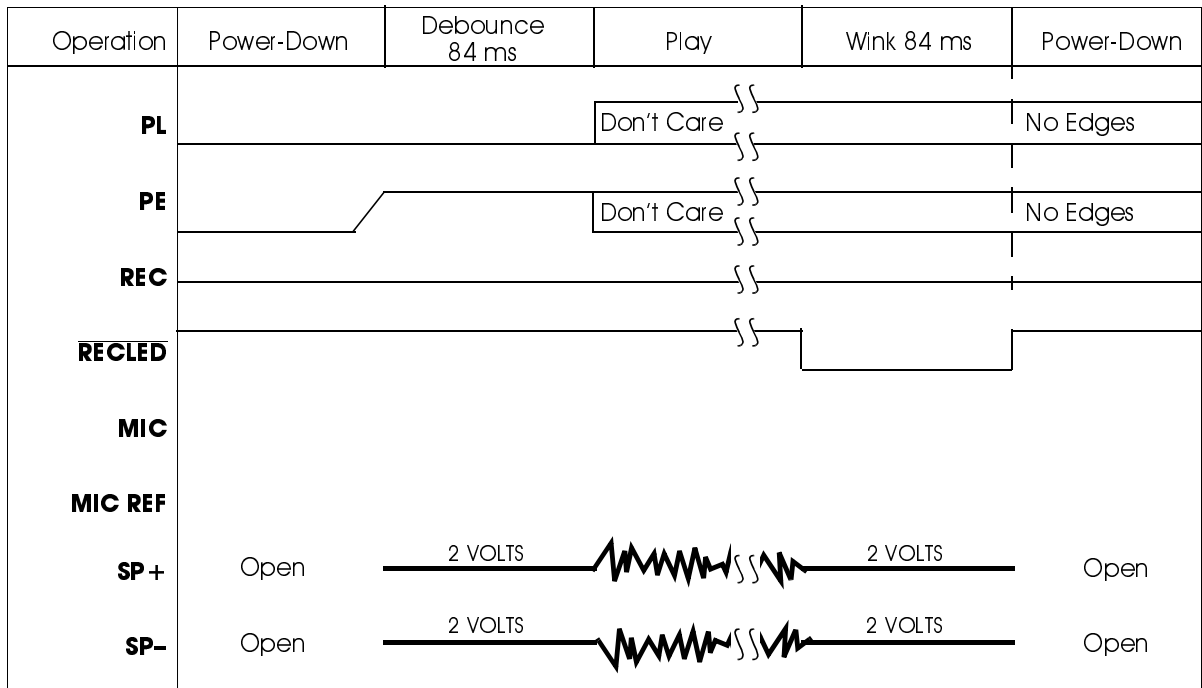 Operation Power-Down Debounce 84 ms Play Wink 84 ms Power-Down
PL Don't Care No Edges
PE Don't Care No Edges
REC
RECLED
MIC
MIC REF
SP+ Open 2 VOLTS 2 VOLTS Open
SP– Open 2 VOLTS 2 VOLTS Open